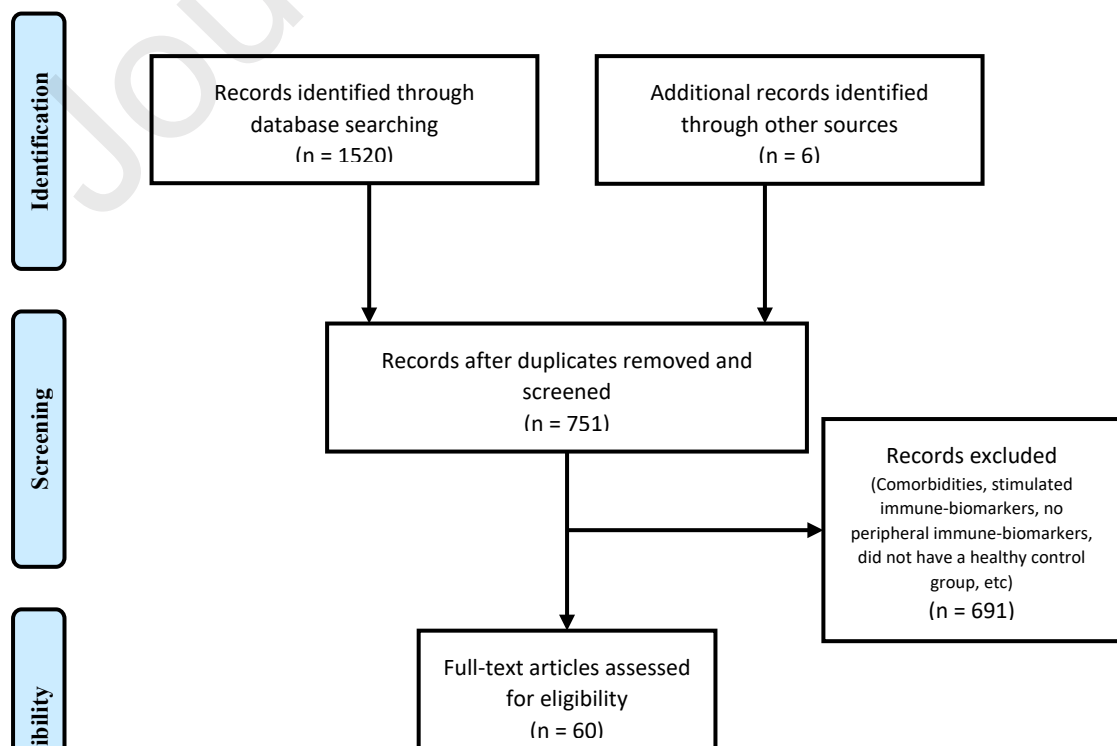 Jou
Identification
Records identified through
database searching
(n = 1520)
Additional records identified
through other sources
(n = 6)
Screening
Records after duplicates removed and
screened
(n = 751)
Records excluded
(Comorbidities, stimulated
immune-biomarkers, no
peripheral immune-biomarkers,
did not have a healthy control
group, etc)
(n = 691)
ibility
Full-text articles assessed
for eligibility
(n = 60)